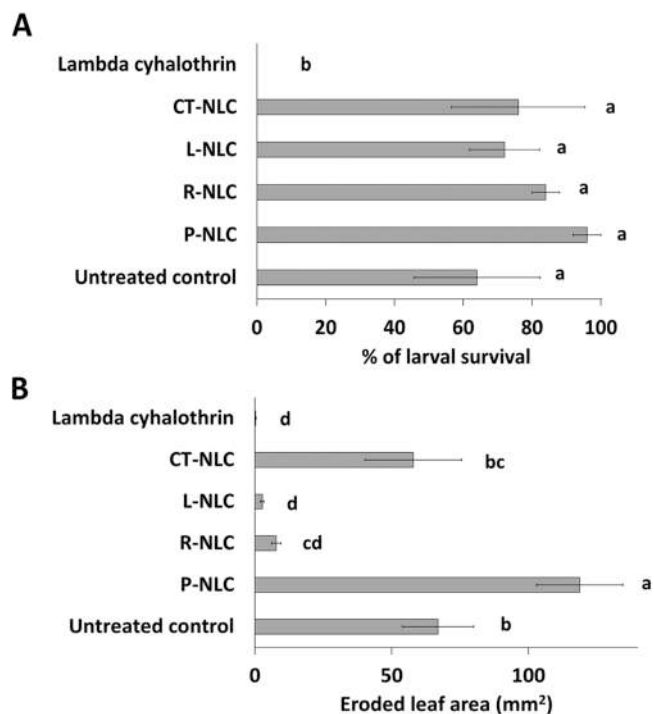 A
Lambda cyhalothrin b
CT-NLC a
L-NLC a
R-NLC a
P-NLC a
Untreated control a
0 20 40 60 80 100
% of larval survival
B
Lambda cyhalothrin d
CT-NLC bc
L-NLC d
R-NLC cd
P-NLC a
Untreated control b
0 50 100
Eroded leaf area (mm²)